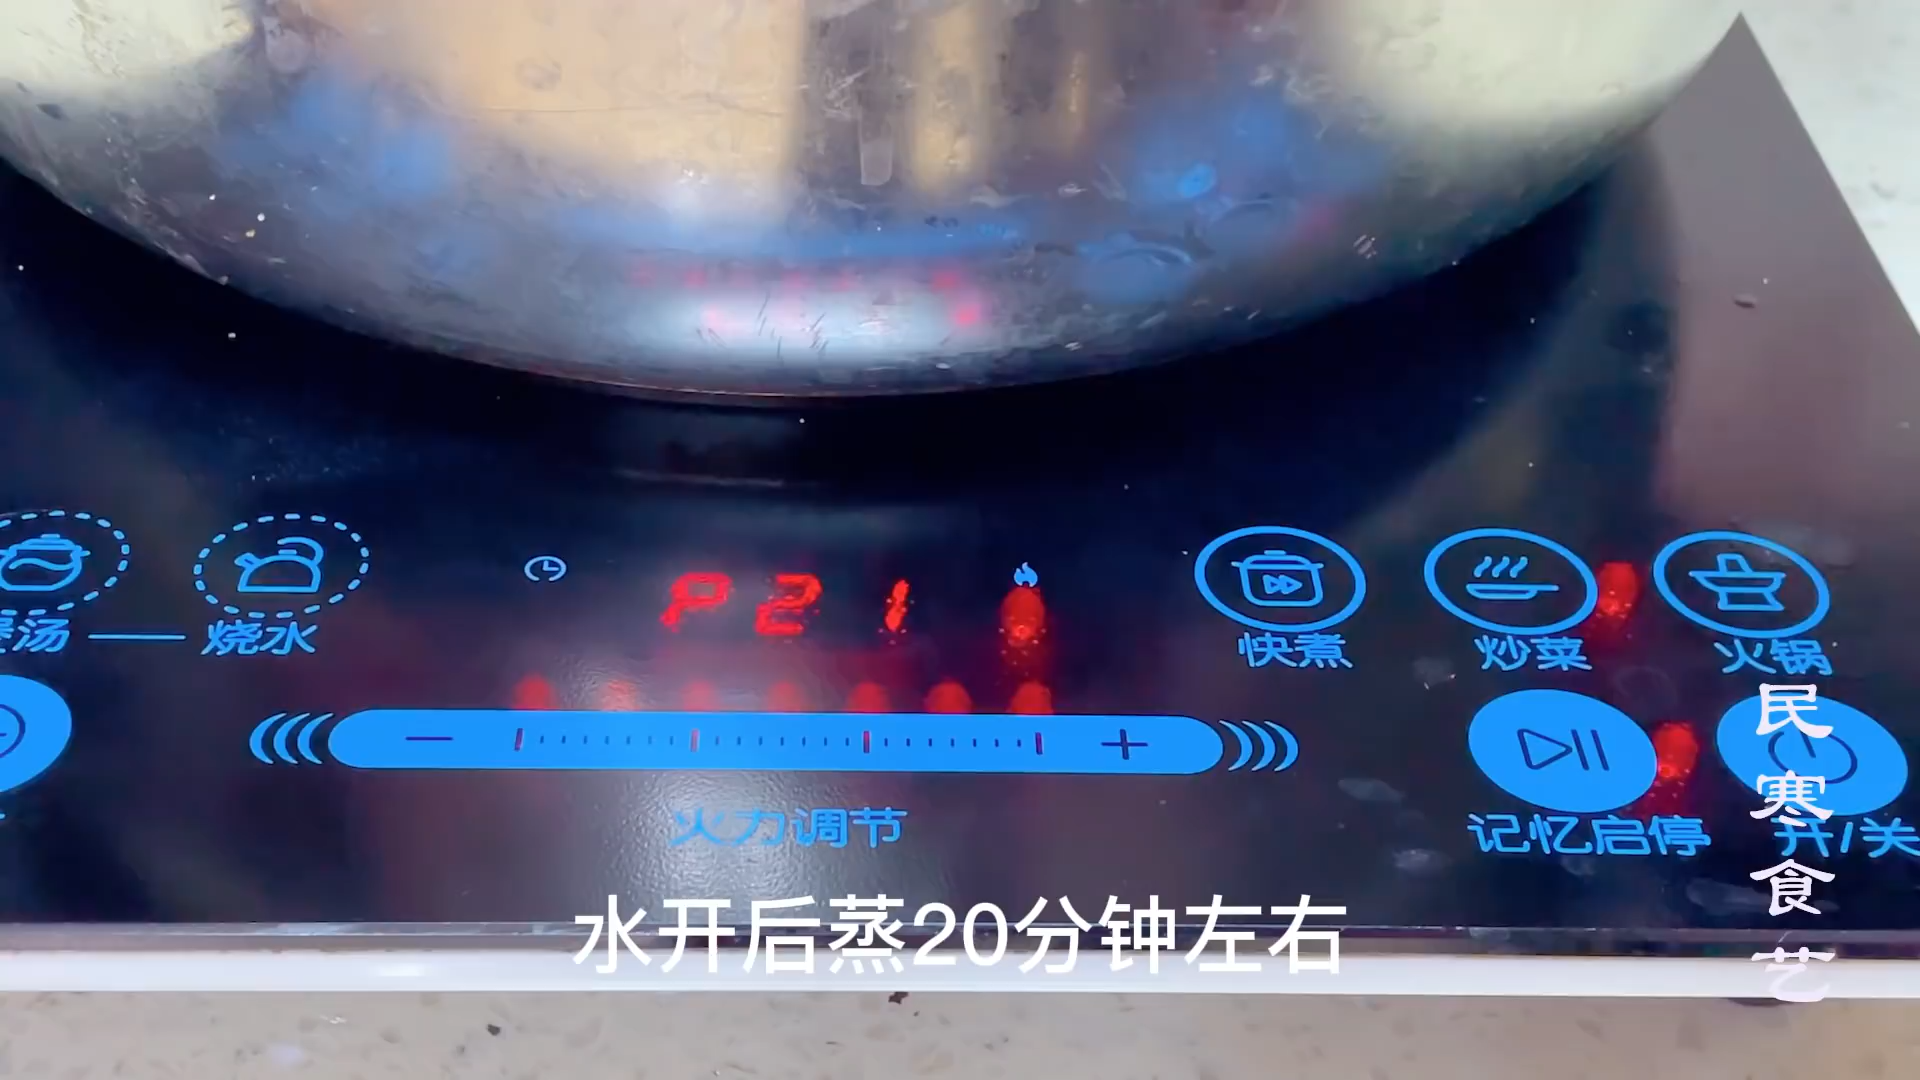 P21
快煮
炒菜
火锅
汤
烧水
火力调节
记忆启停
开/关
水开后蒸20分钟左右
民寒食艺